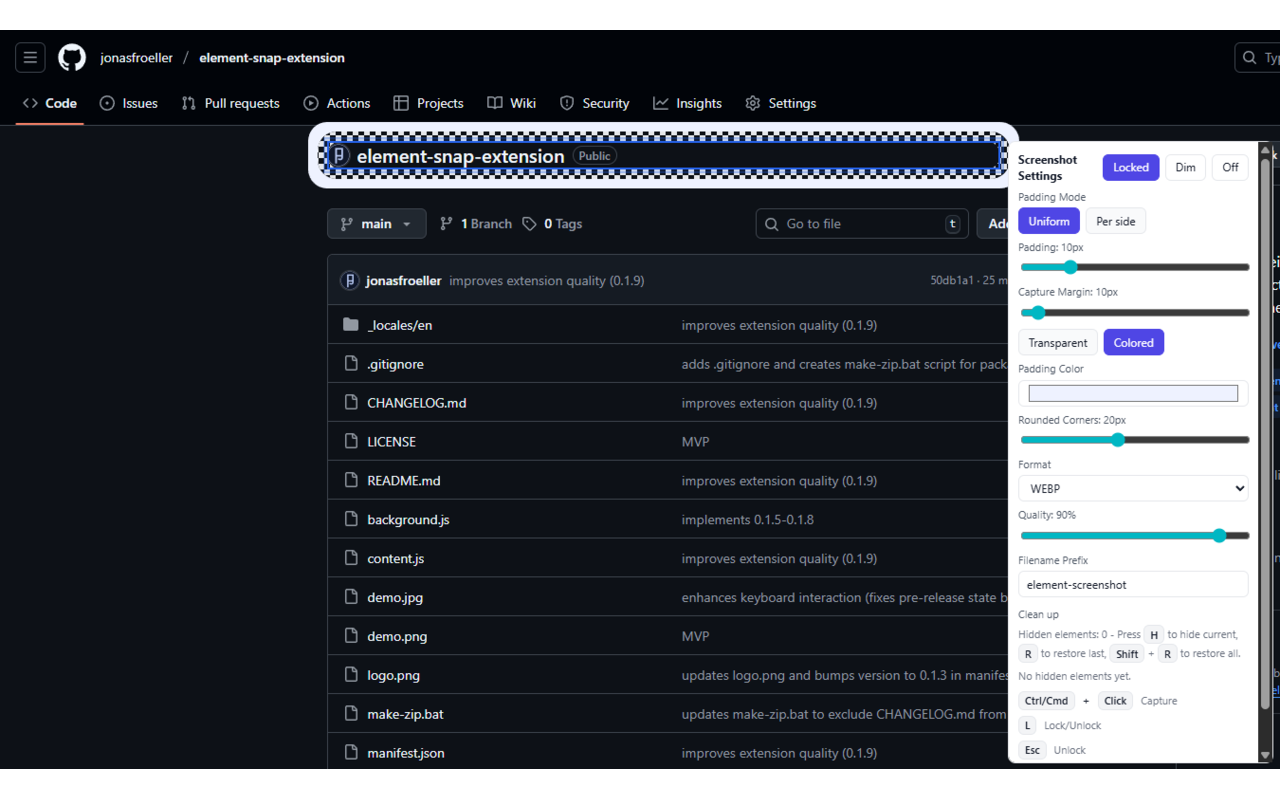 jonasfroeller / element-snap-extension
Code Issues Pull requests Actions Projects Wiki Security Insights Settings
element-snap-extension Public
main 1 Branch 0 Tags Go to file t
jonasfroeller improves extension quality (0.1.9) 50db1a1 · 25
_locales/en improves extension quality (0.1.9)
.gitignore adds .gitignore and creates make-zip.bat script for pack
CHANGELOG.md improves extension quality (0.1.9)
LICENSE MVP
README.md improves extension quality (0.1.9)
background.js implements 0.1.5-0.1.8
content.js improves extension quality (0.1.9)
demo.jpg enhances keyboard interaction (fixes pre-release state
demo.png MVP
logo.png updates logo.png and bumps version to 0.1.3 in manifes
make-zip.bat updates make-zip.bat to exclude CHANGELOG.md from
manifest.json improves extension quality (0.1.9)
Screenshot
Settings
Locked Dim Off
Padding Mode
Uniform Per side
Padding: 10px
Capture Margin: 10px
Transparent Colored
Padding Color
Rounded Corners: 20px
Format
WEBP
Quality: 90%
Filename Prefix
element-screenshot
Clean up
Hidden elements: 0 - Press H to hide current,
R to restore last, Shift + R to restore all.
No hidden elements yet.
Ctrl/Cmd + Click Capture
L Lock/Unlock
Esc Unlock